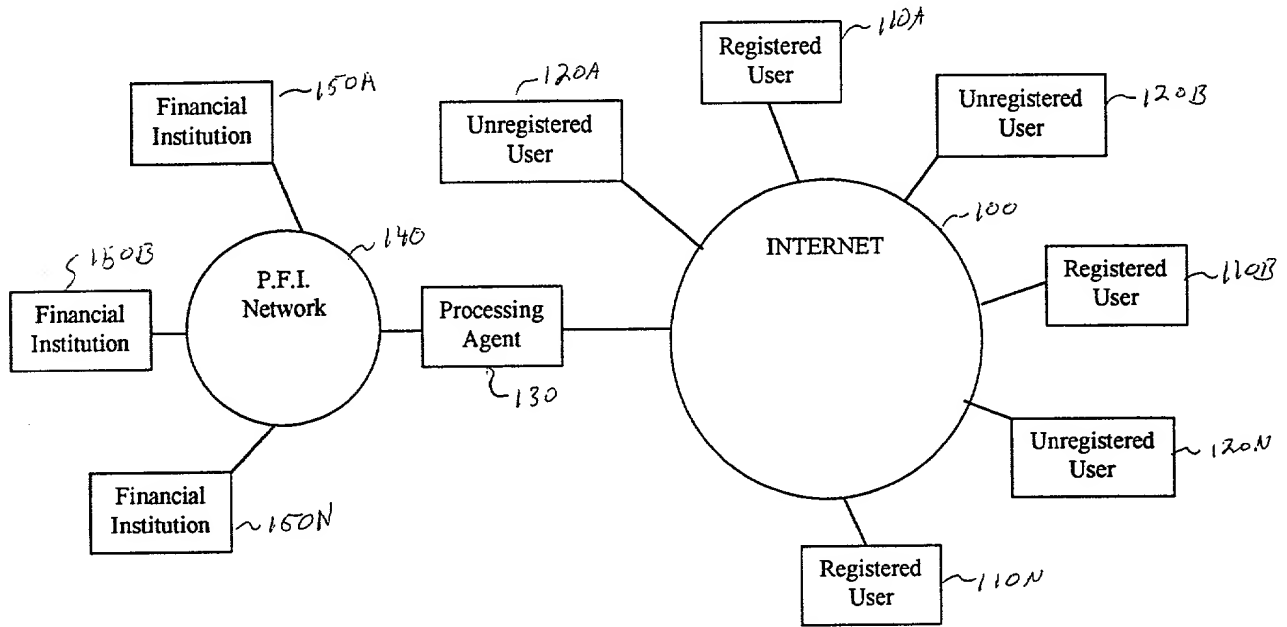 110A
Registered
User
150A
Financial
Institution
120A
Unregistered
User
Unregistered
User
120B
100
INTERNET
140
P.F.I.
Network
150B
Financial
Institution
Processing
Agent
130
Registered
User
110B
Unregistered
User
120N
Financial
Institution
150N
Registered
User
110N